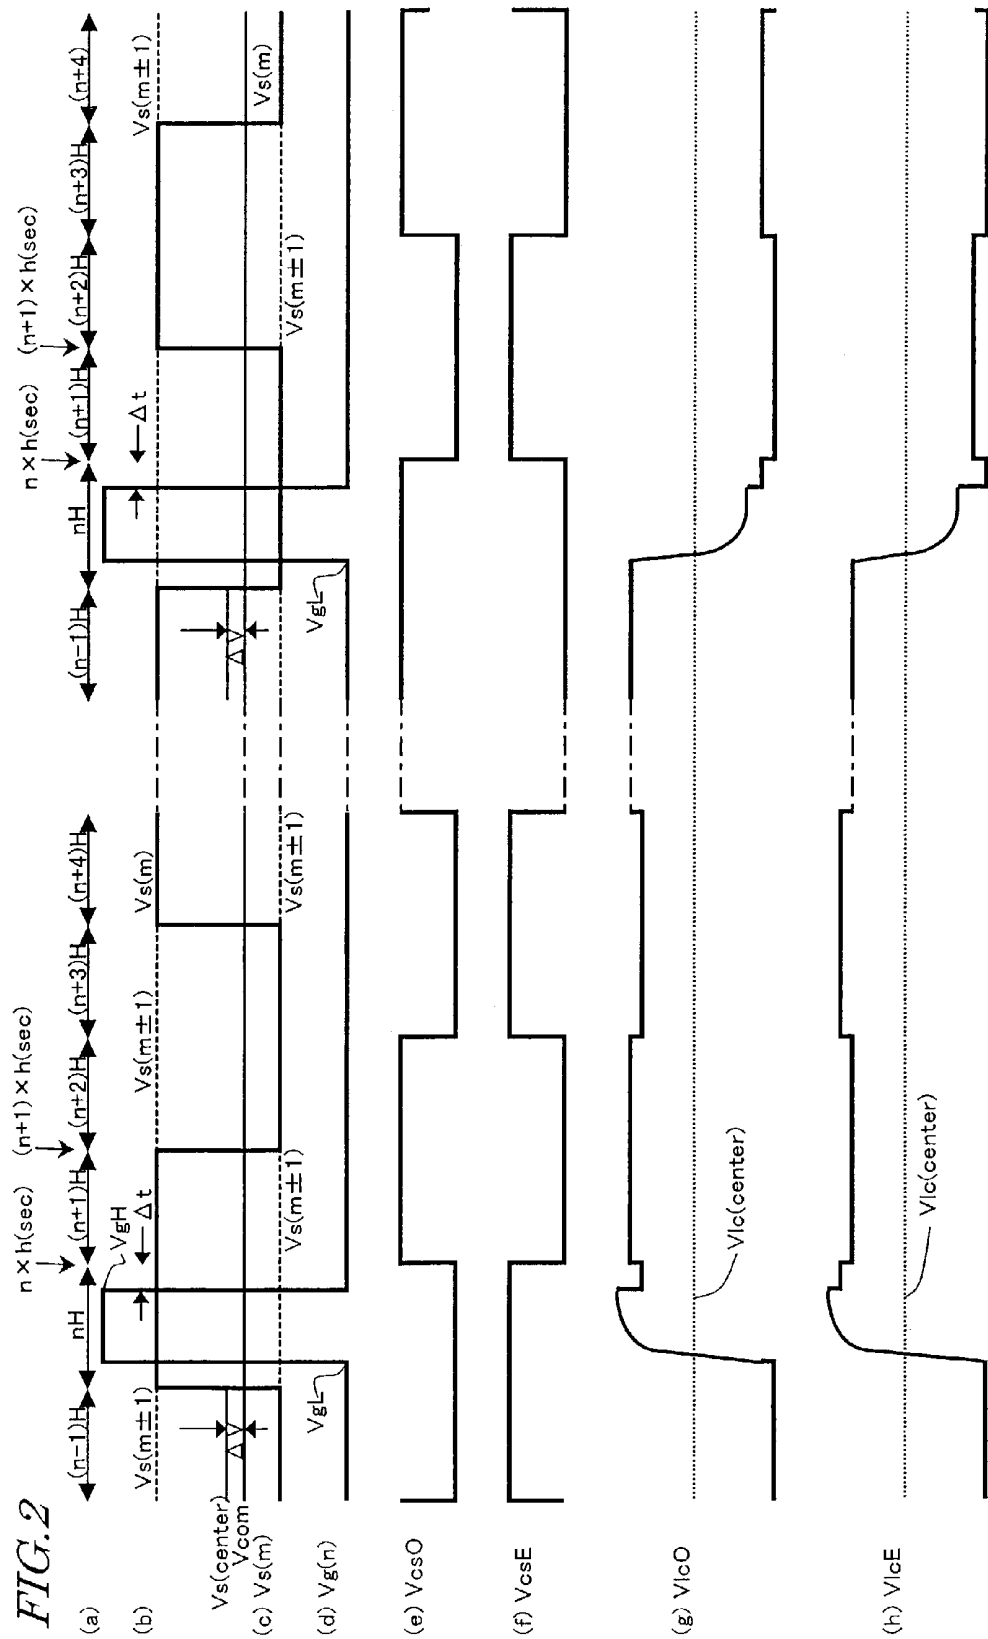 FIG.2
n×h(sec) (n+1)×h(sec) n×h(sec) (n+1)×h(sec)
(a) (n-1)H nH (n+1)H (n+2)H (n+3)H (n+4)H (n-1)H nH (n+1)H (n+2)H (n+3)H (n+4)
VgH
(b) Vs(m±1) Δt Vs(m±1) Vs(m) Δt Vs(m±1)
Vs(center) ΔV ΔV
Vcom
(c) Vs(m) Vs(m)
Vs(m±1) Vs(m±1) Vs(m±1)
(d) Vg(n) VgL VgL
(e) VcsO
(f) VcsE
(g) VlcO
Vlc(center)
(h) VlcE
Vlc(center)